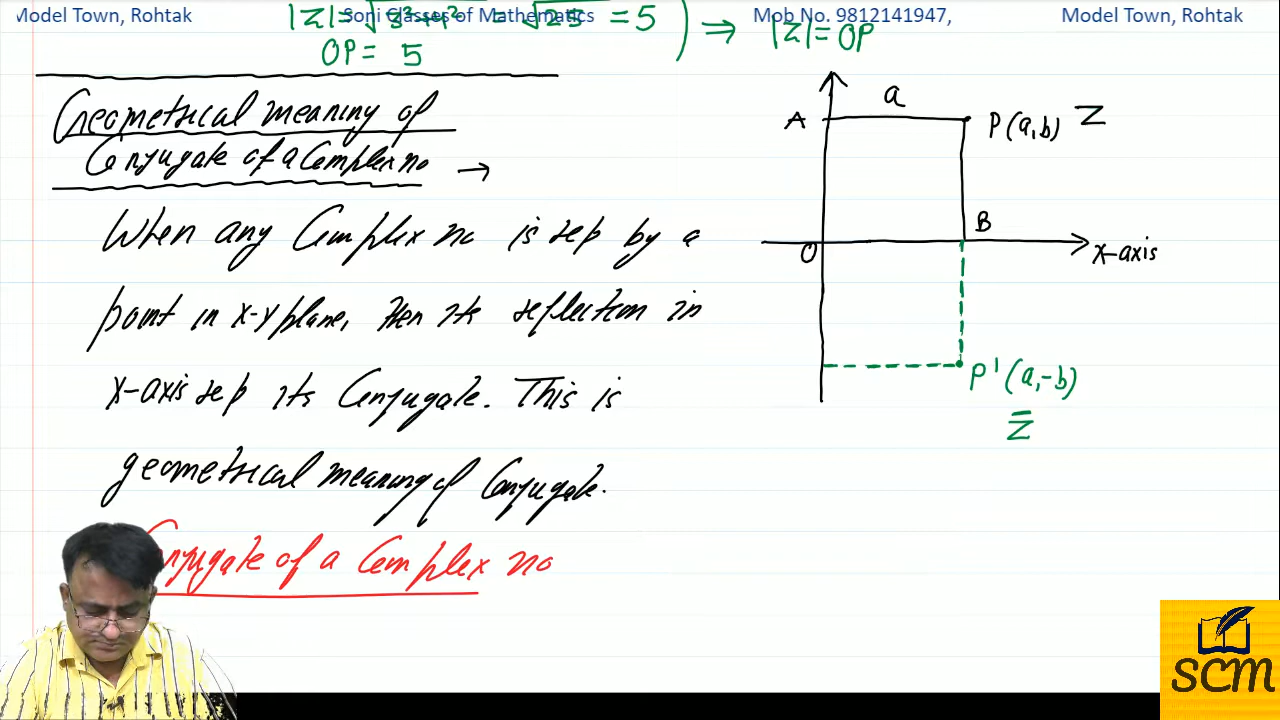 Model Town, Rohtak Soni Classes of Mathematics Mob No. 9812141947, Model Town, Rohtak
|Z| = √3²+4² = √25 = 5
OP = 5
⇒ |Z| = OP
Geometrical meaning of
Conjugate of a Complex no →
When any Complex no is rep by a
point in x-y plane, then its reflection in
x-axis rep its Conjugate. This is
geometrical meaning of Conjugate.
Conjugate of a Complex no
a
A
P(a,b) Z
B
O
x-axis
P'(a,-b)
Z̄
SCM